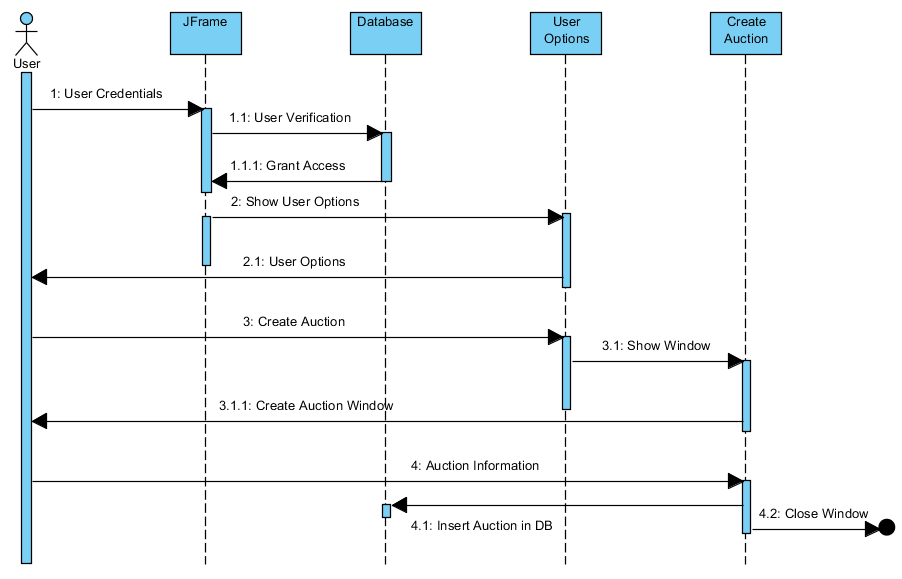 User
JFrame
Database
User
Options
Create
Auction
1: User Credentials
1.1: User Verification
1.1.1: Grant Access
2: Show User Options
2.1: User Options
3: Create Auction
3.1: Show Window
3.1.1: Create Auction Window
4: Auction Information
4.1: Insert Auction in DB
4.2: Close Window